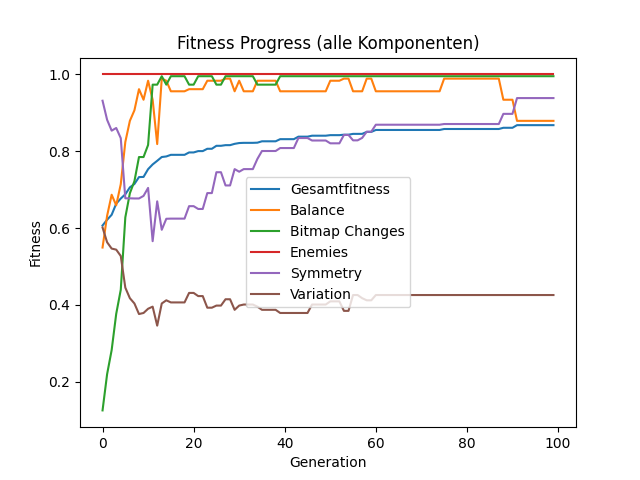 Fitness Progress (alle Komponenten)
Fitness
1.0
0.8
0.6
0.4
0.2
Gesamtfitness
Balance
Bitmap Changes
Enemies
Symmetry
Variation
0 20 40 60 80 100
Generation